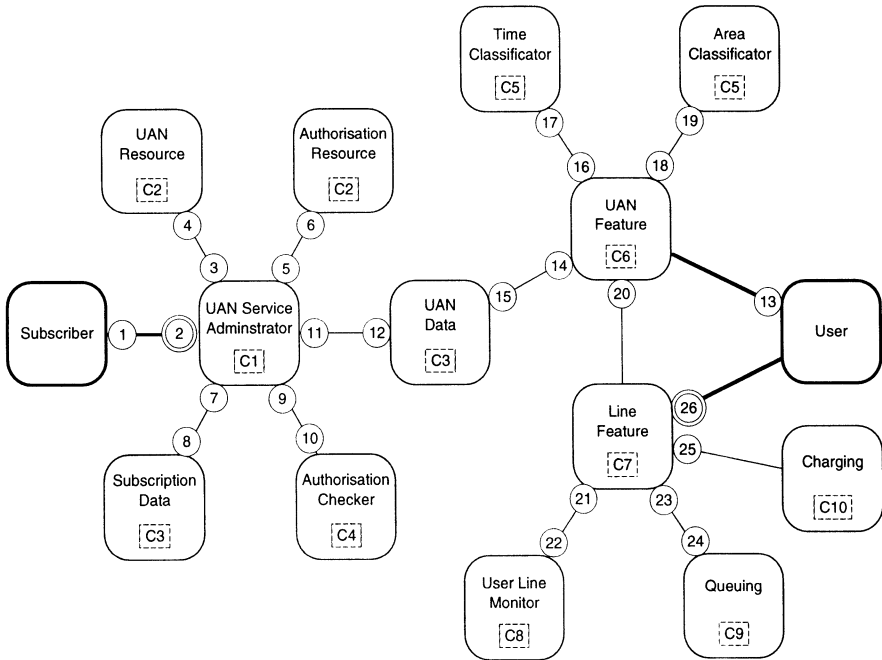 Time
Classificator
C5
Area
Classificator
C5
17
19
16
18
UAN
Resource
C2
Authorisation
Resource
C2
4
6
3
5
UAN
Feature
C6
14
15
20
13
Subscriber
1
2
UAN Service
Adminstrator
C1
11
12
UAN
Data
C3
User
7
9
8
10
Subscription
Data
C3
Authorisation
Checker
C4
Line
Feature
C7
26
25
Charging
C10
21
23
22
24
User Line
Monitor
C8
Queuing
C9